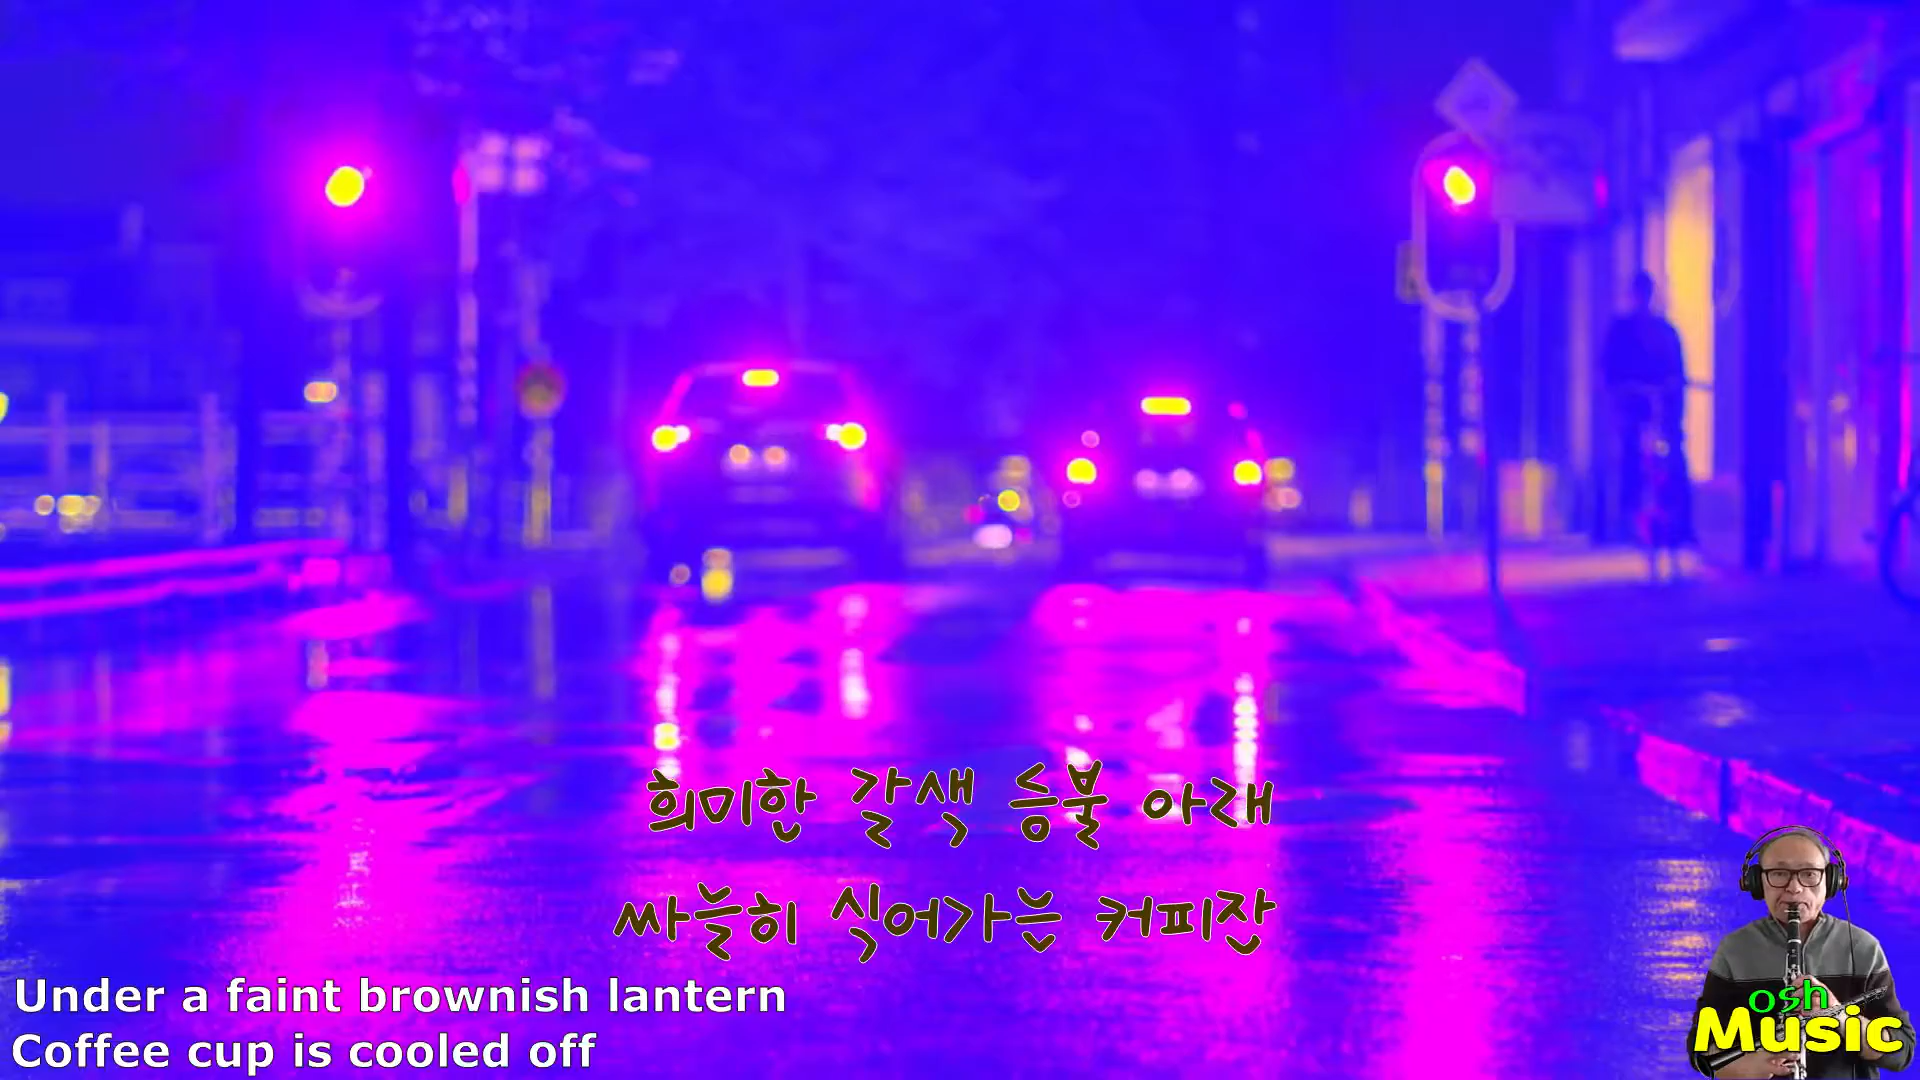 희미한 갈색 등불 아래
싸늘히 식어가는 커피잔
Under a faint brownish lantern
Coffee cup is cooled off
osh
Music